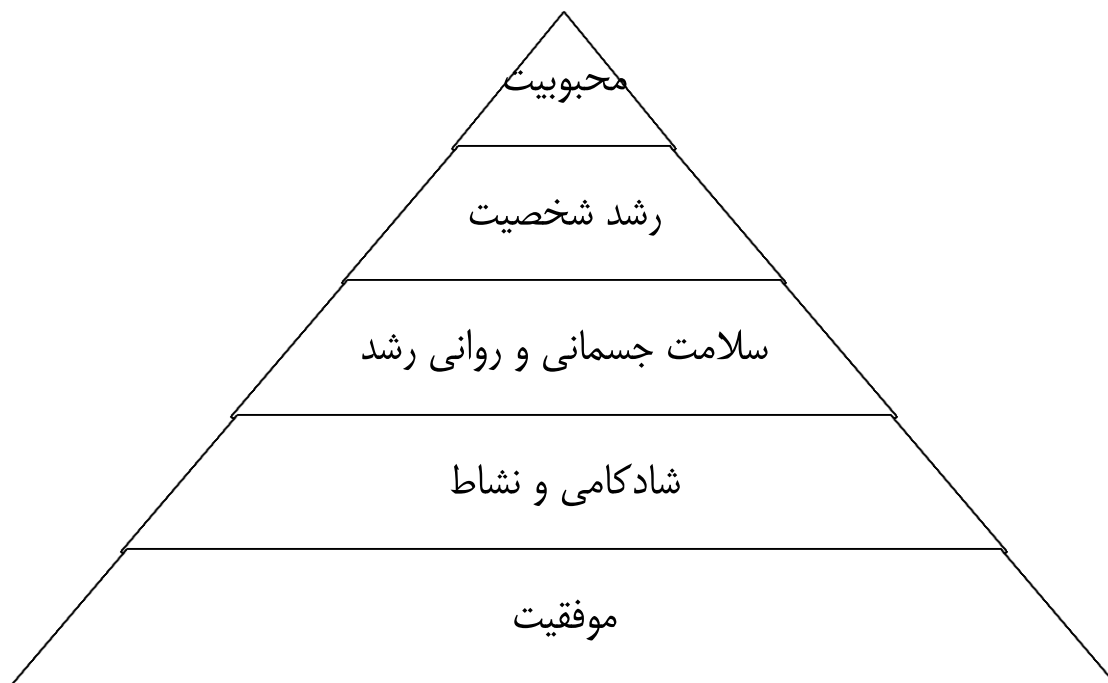 محبوبیت
رشد شخصیت
سلامت جسمانی و روانی رشد
شادکامی و نشاط
موفقیت